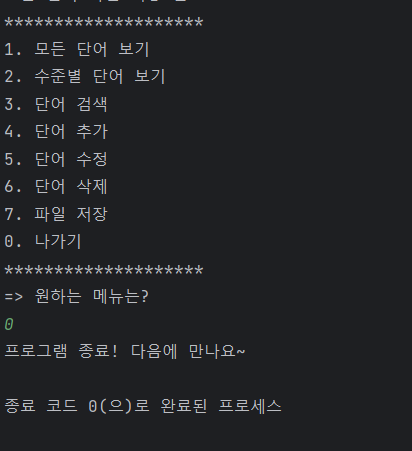 ********************
1. 모든 단어 보기
2. 수준별 단어 보기
3. 단어 검색
4. 단어 추가
5. 단어 수정
6. 단어 삭제
7. 파일 저장
0. 나가기
********************
=> 원하는 메뉴는?
0
프로그램 종료! 다음에 만나요~
종료 코드 0(으)로 완료된 프로세스